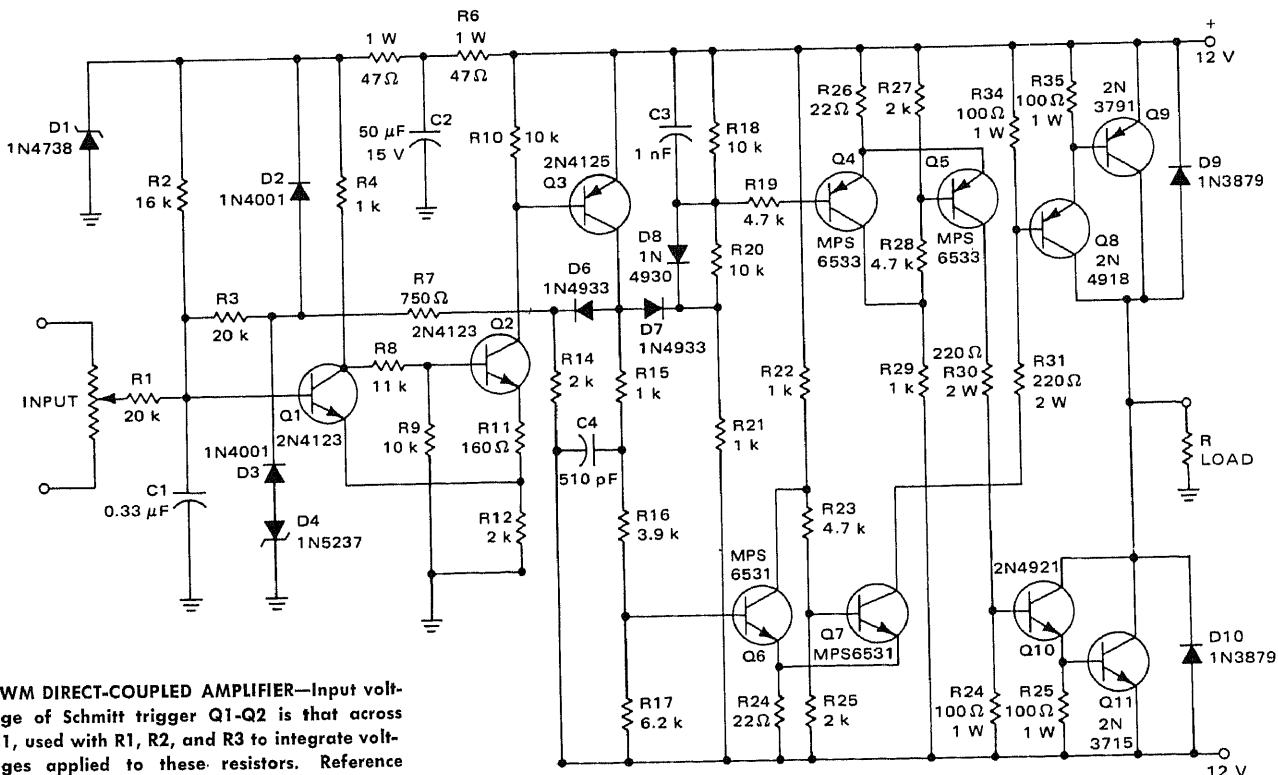 R6
1 W
1 W
47Ω
47Ω
+
12 V
D1
1N4738
R2
16 k
D2
1N4001
R4
1 k
50 μF
15 V
C2
R10
10 k
2N4125
Q3
C3
1 nF
R18
10 k
R19
4.7 k
R26
22Ω
R27
2 k
Q4
Q5
MPS
6533
R28
4.7 k
MPS
6533
R34
100Ω
1 W
R35
100Ω
1 W
2N
3791
Q9
D9
1N3879
Q8
2N
4918
R3
20 k
R7
750Ω
2N4123
Q2
D6
1N4933
D8
1N
4930
R20
10 k
D7
1N4933
INPUT
R1
20 k
Q1
2N4123
R8
11 k
R9
10 k
R11
160Ω
R14
2 k
R15
1 k
C4
510 pF
R21
1 k
R22
1 k
R29
1 k
220Ω
R30
2 W
R31
220Ω
2 W
R
LOAD
1N4001
D3
C1
0.33 μF
D4
1N5237
R12
2 k
R16
3.9 k
R23
4.7 k
MPS
6531
Q6
Q7
MPS6531
2N4921
Q10
Q11
2N
3715
D10
1N3879
R17
6.2 k
R24
22Ω
R25
2 k
R24
100Ω
1 W
R25
100Ω
1 W
12 V
WM DIRECT-COUPLED AMPLIFIER—Input volt-
ge of Schmitt trigger Q1-Q2 is that across
1, used with R1, R2, and R3 to integrate volt-
ges applied to these resistors. Reference